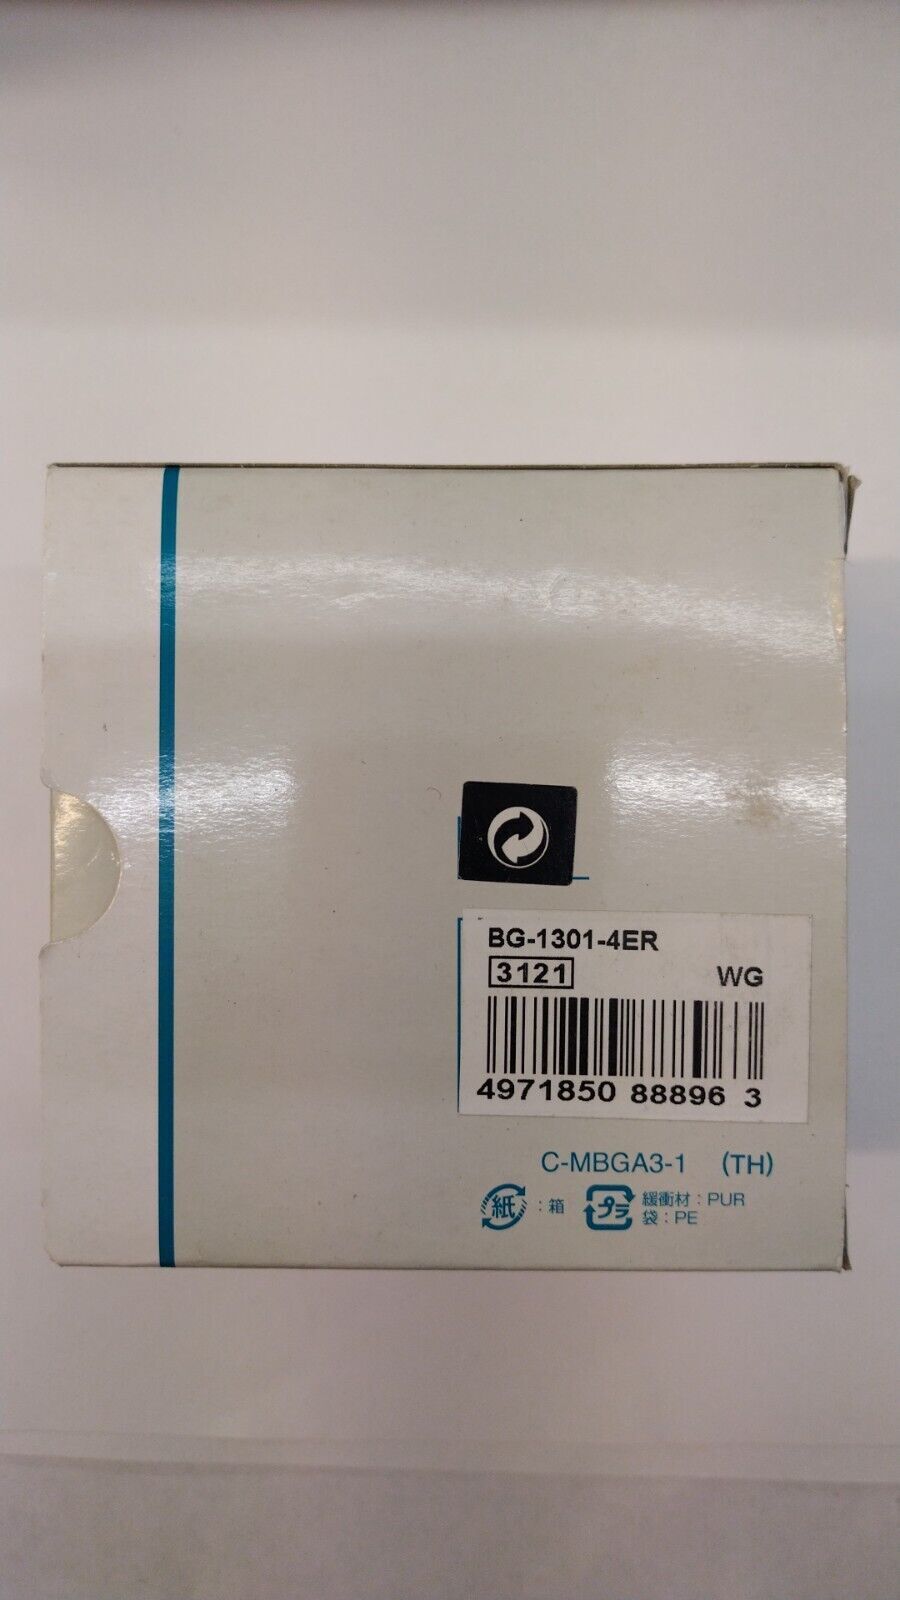 BG-1301-4ER
3121 WG
4971850 88896 3
C-MBGA3-1 (TH)
紙 : 箱
プラ 緩衝材 : PUR
袋 : PE